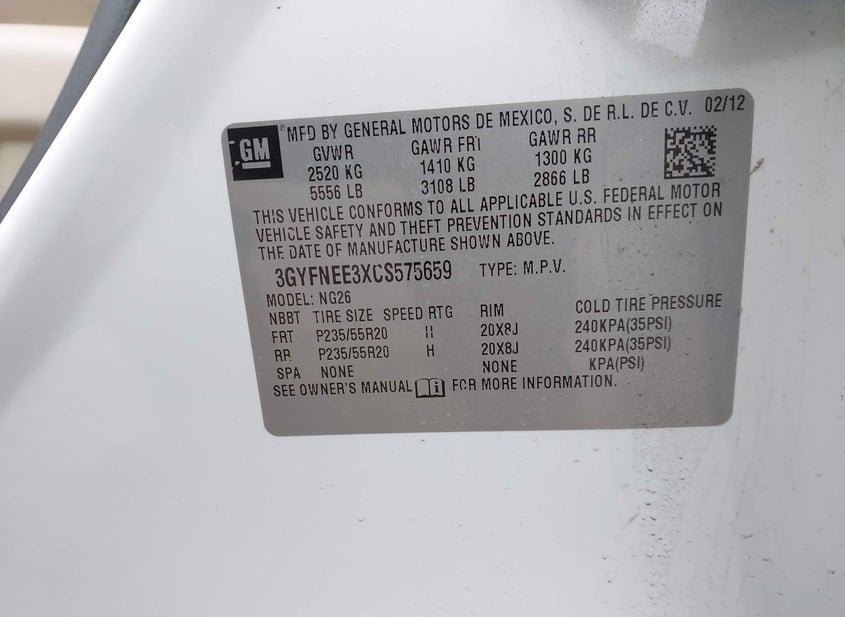 MFD BY GENERAL MOTORS DE MEXICO, S. DE R.L. DE C.V. 02/12
GM
GVWR GAWR FRT GAWR RR
2520 KG 1410 KG 1300 KG
5556 LB 3108 LB 2866 LB
THIS VEHICLE CONFORMS TO ALL APPLICABLE U.S. FEDERAL MOTOR
VEHICLE SAFETY AND THEFT PREVENTION STANDARDS IN EFFECT ON
THE DATE OF MANUFACTURE SHOWN ABOVE.
3GYFNEE3XCS575659 TYPE: M.P.V.
MODEL: NG26
NBBT TIRE SIZE SPEED RTG RIM COLD TIRE PRESSURE
FRT P235/55R20 H 20X8J 240KPA(35PSI)
RR P235/55R20 H 20X8J 240KPA(35PSI)
SPA NONE NONE KPA(PSI)
SEE OWNER'S MANUAL FOR MORE INFORMATION.